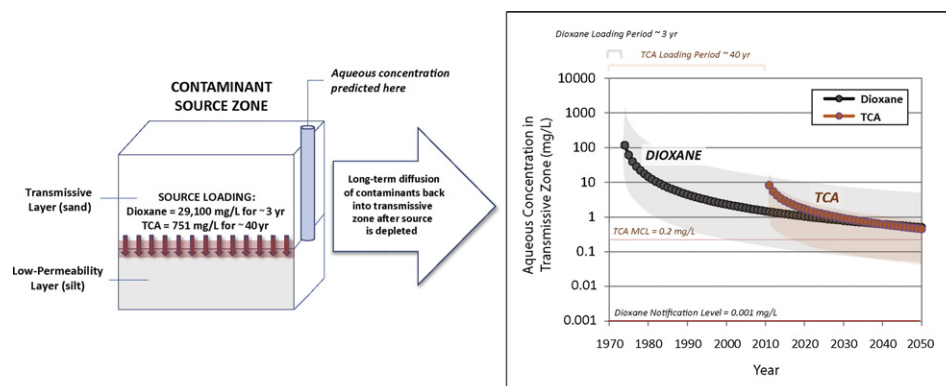 CONTAMINANT
SOURCE ZONE
Aqueous concentration
predicted here
Transmissive
Layer (sand)
SOURCE LOADING:
Dioxane = 29,100 mg/L for ~3 yr
TCA = 751 mg/L for ~ 40 yr
Low-Permeability
Layer (silt)
Long-term diffusion
of contaminants back
into transmissive
zone after source
is depleted
Dioxane Loading Period ~ 3 yr
TCA Loading Period ~ 40 yr
Aqueous Concentration in
Transmissive Zone (mg/L)
10000
1000
100
10
1
0.1
0.01
0.001
Dioxane
TCA
DIOXANE
TCA
TCA MCL = 0.2 mg/L
Dioxane Notification Level = 0.001 mg/L
1970 1980 1990 2000 2010 2020 2030 2040 2050
Year